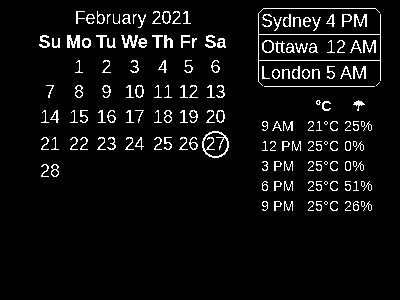 February 2021
Su Mo Tu We Th Fr Sa
1 2 3 4 5 6
7 8 9 10 11 12 13
14 15 16 17 18 19 20
21 22 23 24 25 26 27
28
Sydney 4 PM
Ottawa 12 AM
London 5 AM
°C ☂
9 AM 21°C 25%
12 PM 25°C 0%
3 PM 25°C 0%
6 PM 25°C 51%
9 PM 25°C 26%